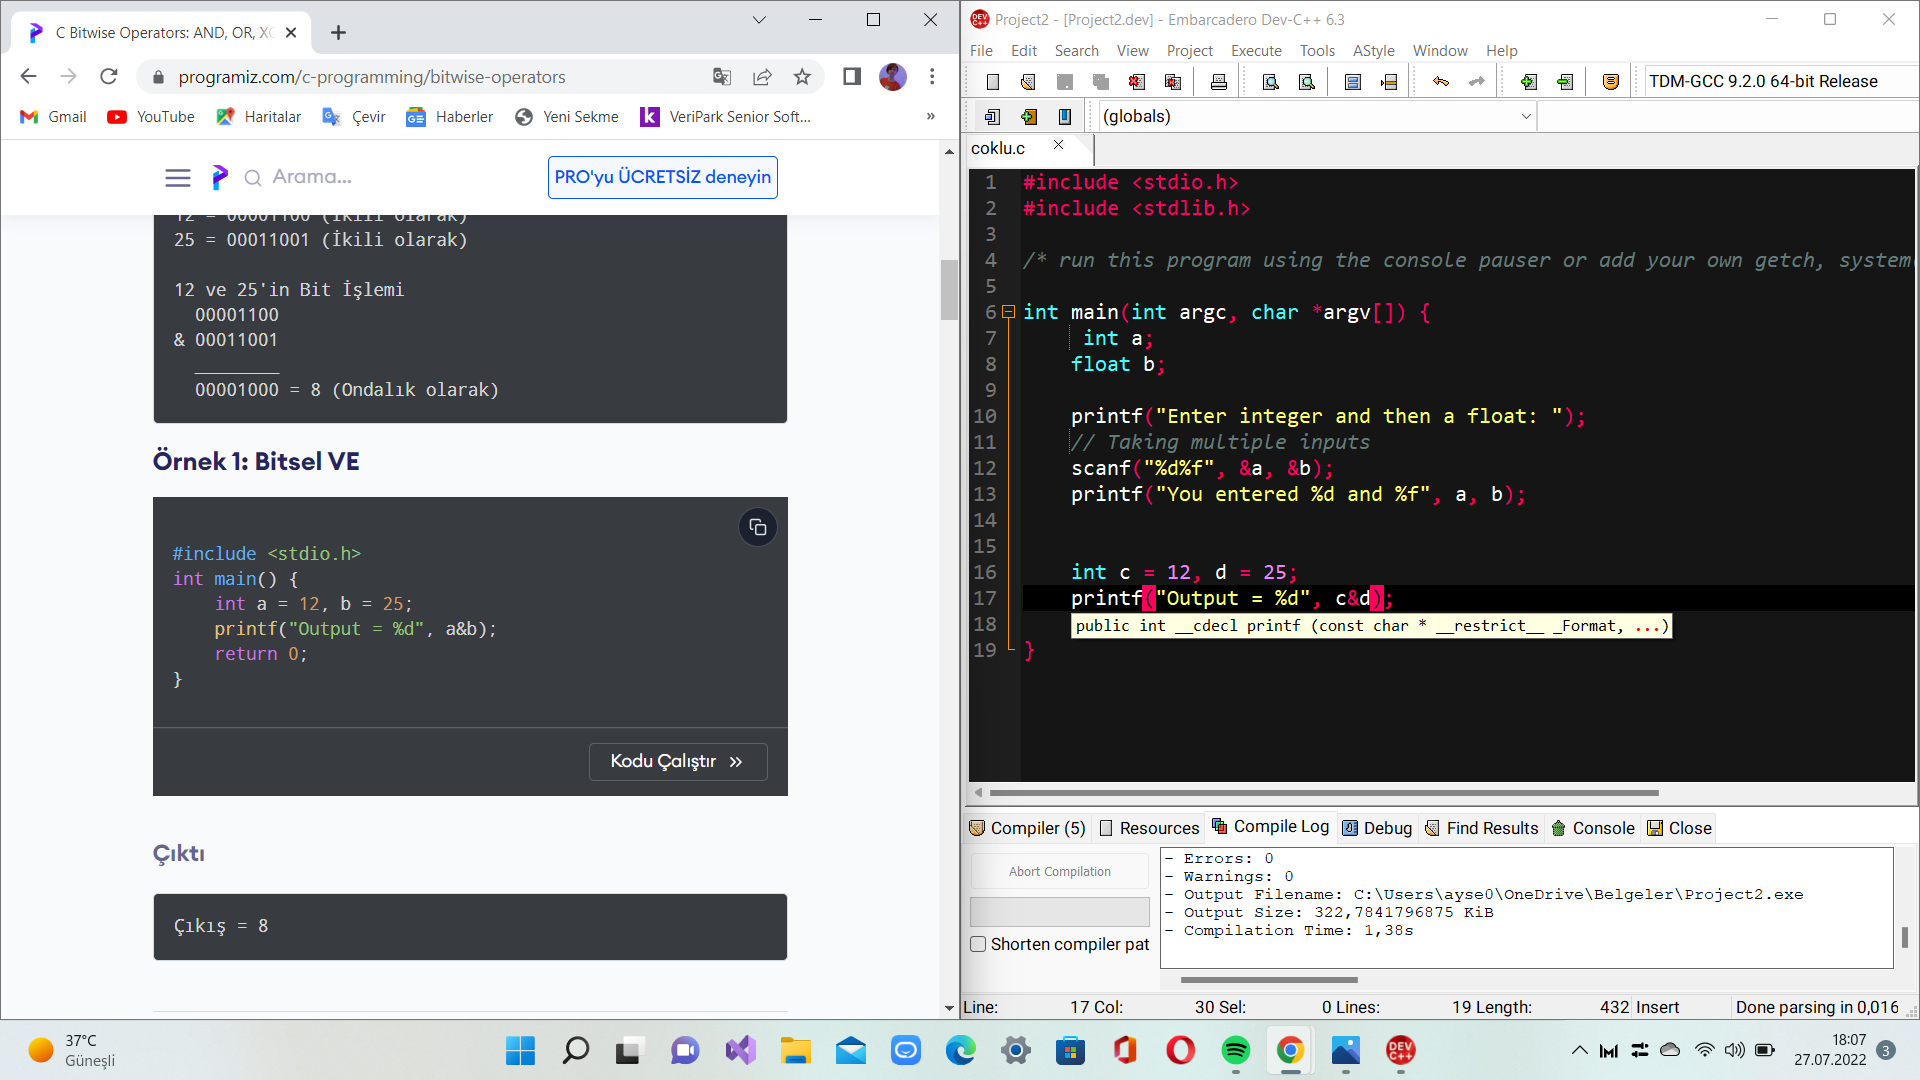 C Bitwise Operators: AND, OR, XO
programiz.com/c-programming/bitwise-operators
Gmail YouTube Haritalar Çevir Haberler Yeni Sekme VeriPark Senior Soft... »
Arama... PRO'yu ÜCRETSİZ deneyin
12 = 00001100 (İkili olarak)
25 = 00011001 (İkili olarak)
12 ve 25'in Bit İşlemi
00001100
& 00011001
________
00001000 = 8 (Ondalık olarak)
Örnek 1: Bitsel VE
#include <stdio.h>
int main() {
int a = 12, b = 25;
printf("Output = %d", a&b);
return 0;
}
Kodu Çalıştır »
Çıktı
Çıkış = 8
Project2 - [Project2.dev] - Embarcadero Dev-C++ 6.3
File Edit Search View Project Execute Tools AStyle Window Help
TDM-GCC 9.2.0 64-bit Release
(globals)
coklu.c
1 #include <stdio.h>
2 #include <stdlib.h>
3
4 /* run this program using the console pauser or add your own getch, system(
5
6 int main(int argc, char *argv[]) {
7 int a;
8 float b;
9
10 printf("Enter integer and then a float: ");
11 // Taking multiple inputs
12 scanf("%d%f", &a, &b);
13 printf("You entered %d and %f", a, b);
14
15
16 int c = 12, d = 25;
17 printf("Output = %d", c&d);
18 public int __cdecl printf (const char * __restrict__ _Format, ...)
19 }
Compiler (5) Resources Compile Log Debug Find Results Console Close
Abort Compilation
Shorten compiler pat
- Errors: 0
- Warnings: 0
- Output Filename: C:\Users\ayse0\OneDrive\Belgeler\Project2.exe
- Output Size: 322,7841796875 KiB
- Compilation Time: 1,38s
Line: 17 Col: 30 Sel: 0 Lines: 19 Length: 432 Insert Done parsing in 0,016
37°C
Güneşli
DEV C++
18:07
27.07.2022
3